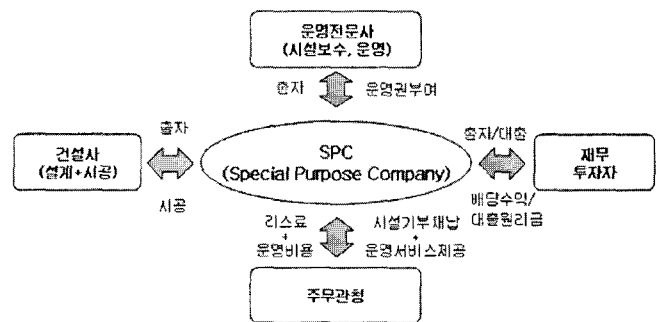 운영전문사
(시설보수, 운영)
출자
운영권부여
출자
건설사
(설계+시공)
시공
SPC
(Special Purpose Company)
출자/대출
재무
투자자
배당수익/
대출원리금
리스료
+
운영비용
시설기부채납
+
운영서비스제공
주무관청